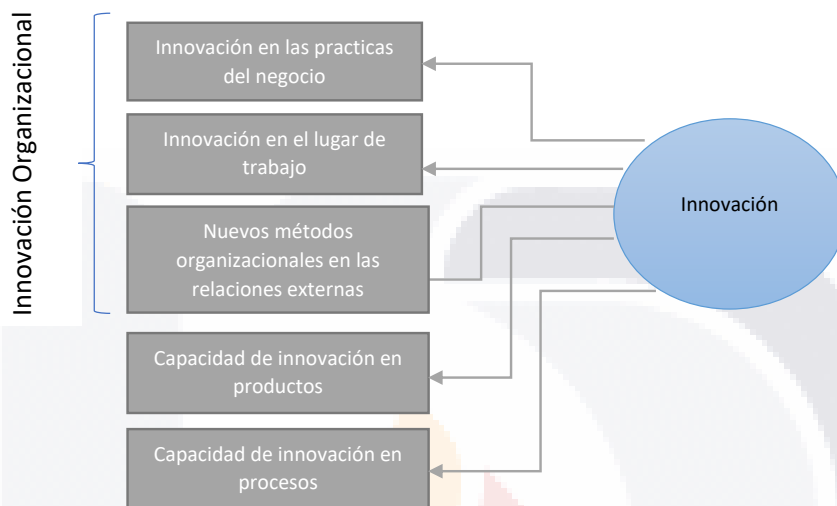 Innovación Organizacional
Innovación en las practicas
del negocio
Innovación en el lugar de
trabajo
Nuevos métodos
organizacionales en las
relaciones externas
Capacidad de innovación en
productos
Capacidad de innovación en
procesos
Innovación